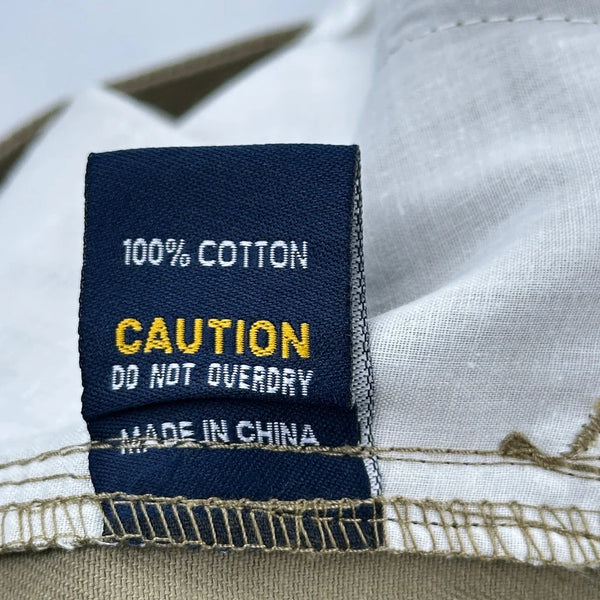 100% COTTON
CAUTION
DO NOT OVERDRY
MADE IN CHINA